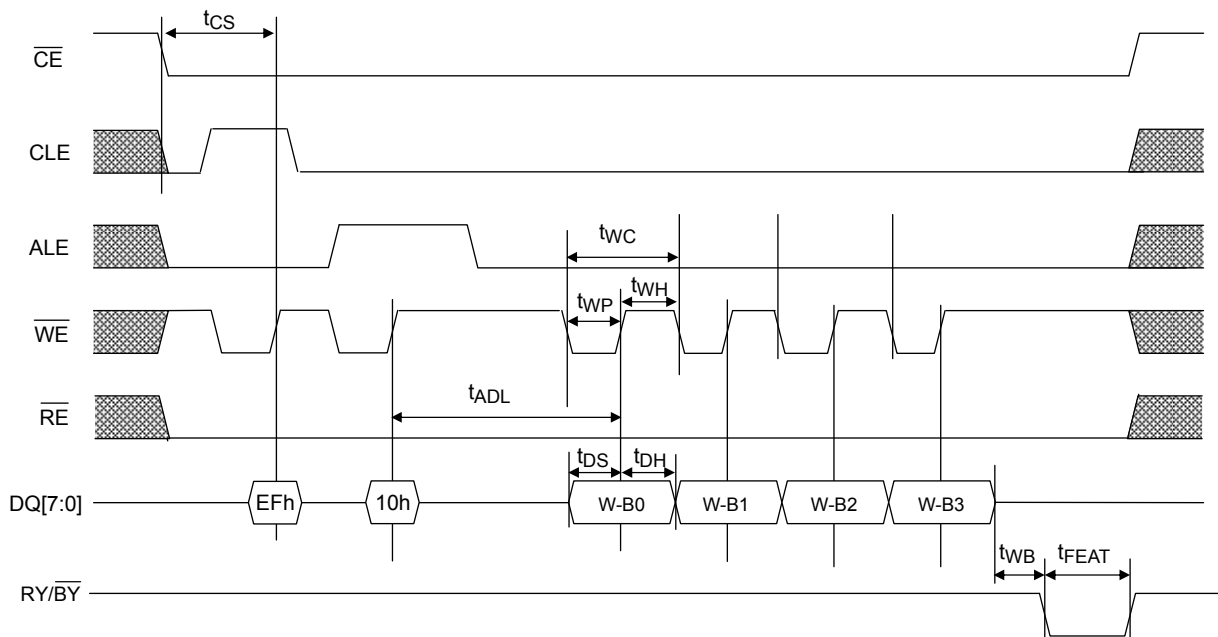 tCS
CE
CLE
ALE
tWC
tWP
tWH
WE
tADL
RE
tDS
tDH
DQ[7:0]
EFh
10h
W-B0
W-B1
W-B2
W-B3
tWB
tFEAT
RY/BY